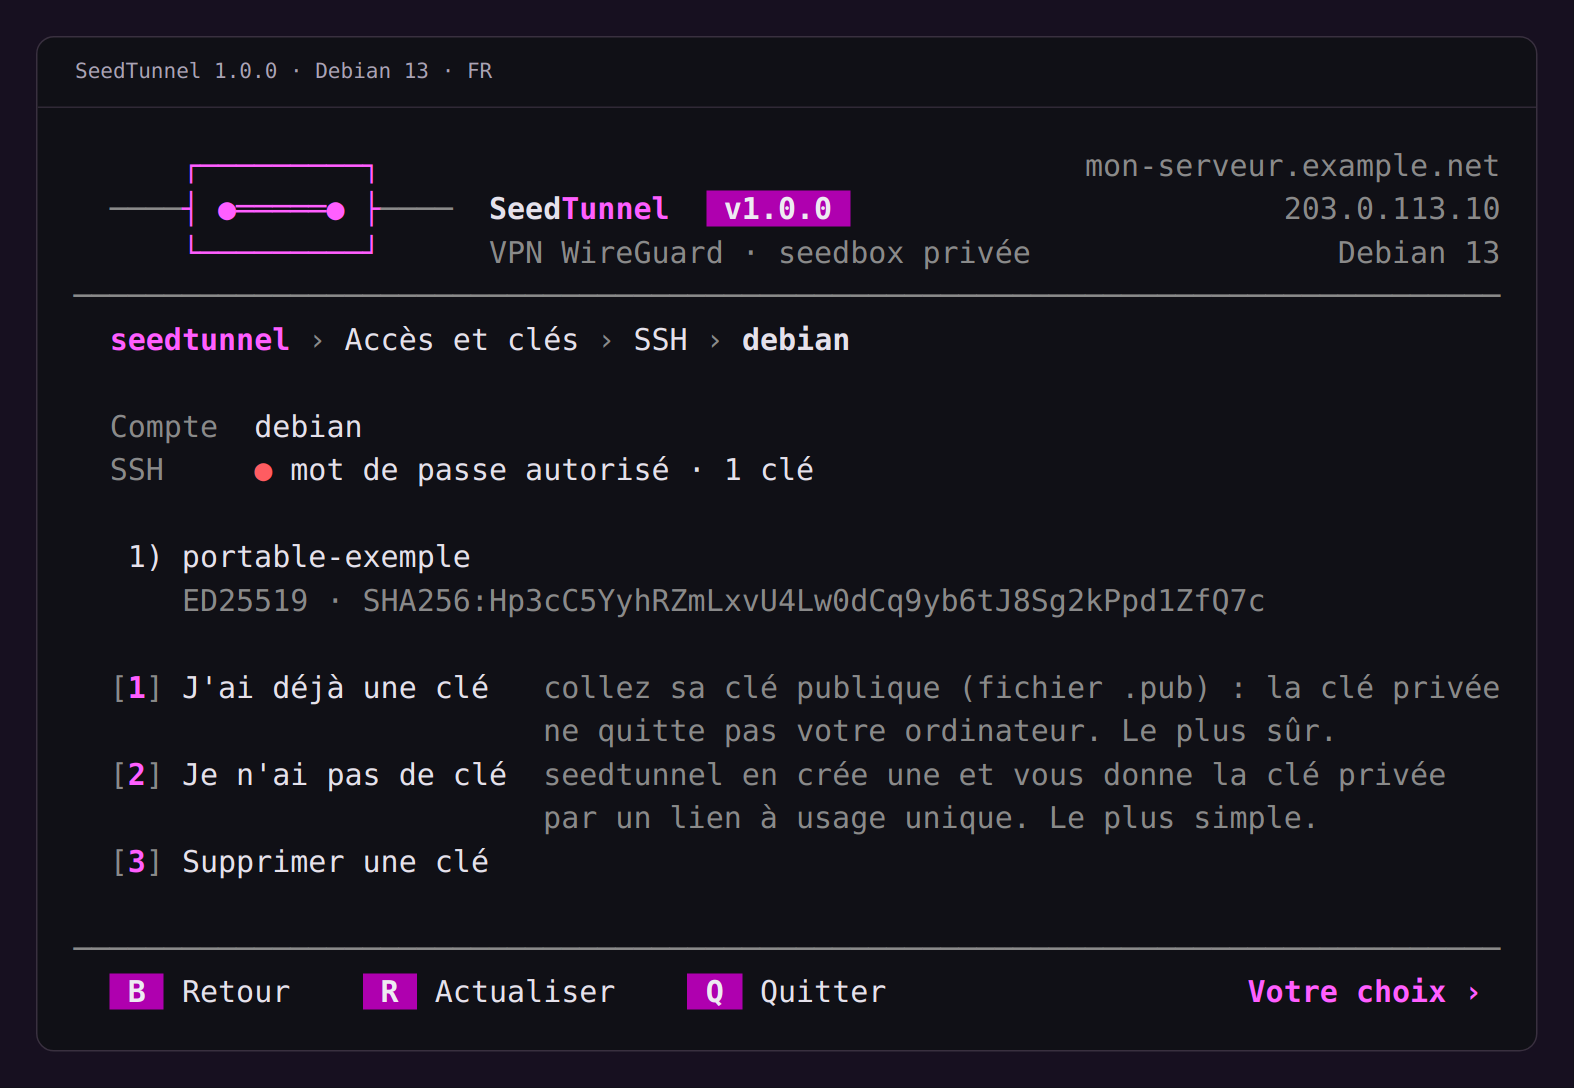 SeedTunnel 1.0.0 · Debian 13 · FR
mon-serveur.example.net
SeedTunnel v1.0.0 203.0.113.10
VPN WireGuard · seedbox privée Debian 13
seedtunnel › Accès et clés › SSH › debian
Compte debian
SSH ● mot de passe autorisé · 1 clé
1) portable-exemple
ED25519 · SHA256:Hp3cC5YyhRZmLxvU4Lw0dCq9yb6tJ8Sg2kPpd1ZfQ7c
[1] J'ai déjà une clé collez sa clé publique (fichier .pub) : la clé privée
ne quitte pas votre ordinateur. Le plus sûr.
[2] Je n'ai pas de clé seedtunnel en crée une et vous donne la clé privée
par un lien à usage unique. Le plus simple.
[3] Supprimer une clé
B Retour R Actualiser Q Quitter Votre choix ›